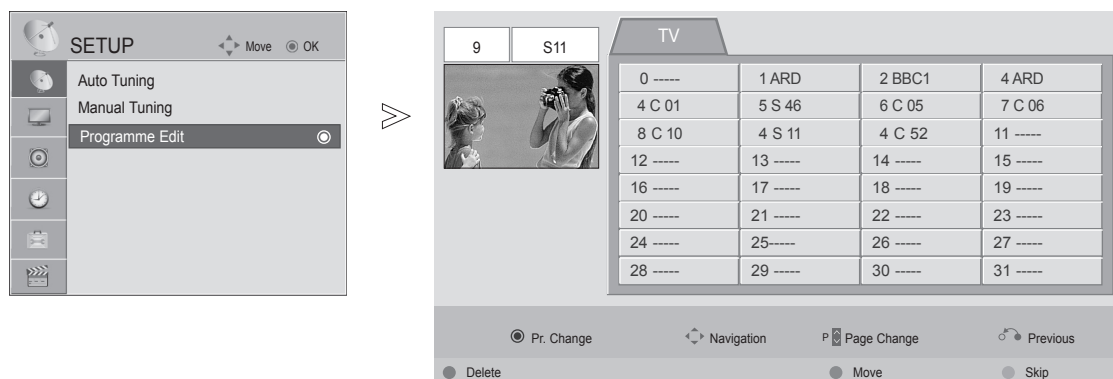 SETUP Move OK
Auto Tuning
Manual Tuning
Programme Edit
9 S11
TV
0 ----- 1 ARD 2 BBC1 4 ARD
4 C 01 5 S 46 6 C 05 7 C 06
8 C 10 4 S 11 4 C 52 11 -----
12 ----- 13 ----- 14 ----- 15 -----
16 ----- 17 ----- 18 ----- 19 -----
20 ----- 21 ----- 22 ----- 23 -----
24 ----- 25----- 26 ----- 27 -----
28 ----- 29 ----- 30 ----- 31 -----
Pr. Change Navigation P Page Change Previous
Delete Move Skip